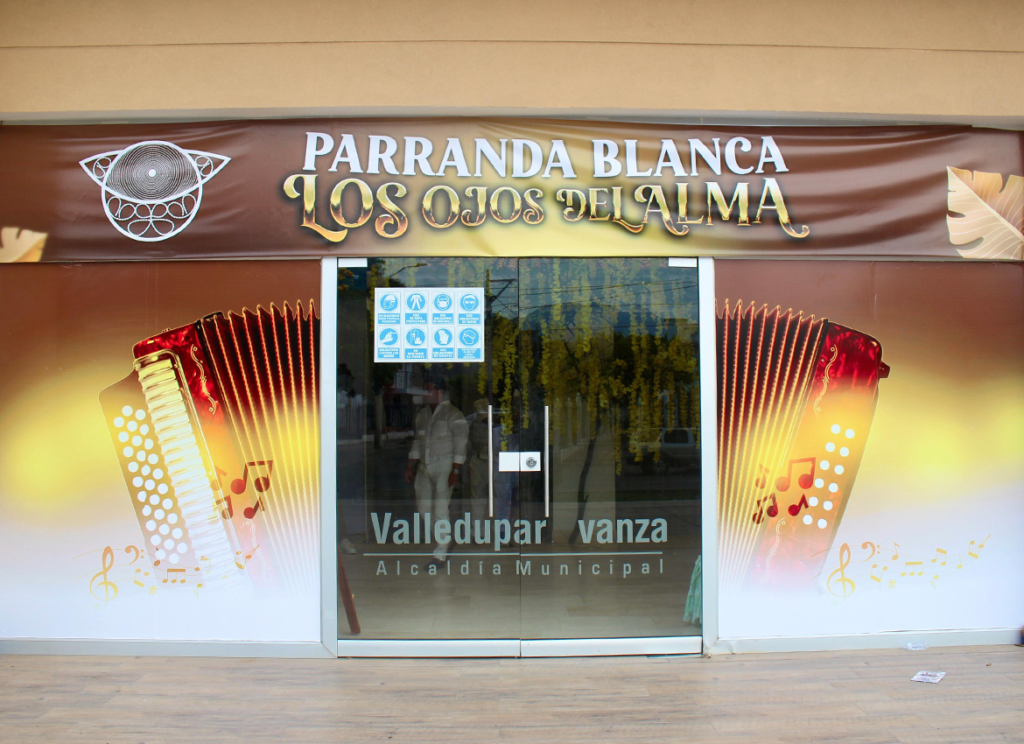 PARRANDA BLANCA
LOS OJOS DEL ALMA
Valledupar vanza
Alcaldía Municipal